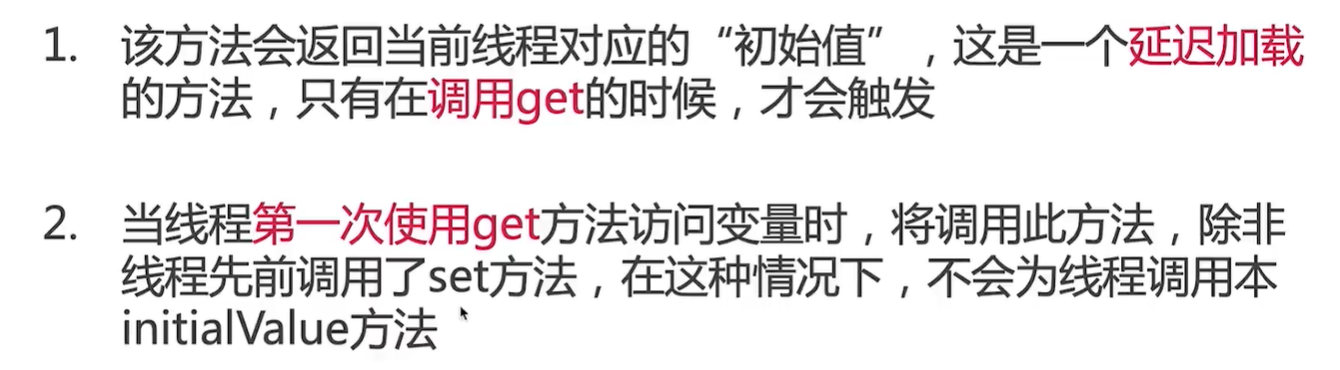 1. 该方法会返回当前线程对应的“初始值”，这是一个延迟加载
的方法，只有在调用get的时候，才会触发
2. 当线程第一次使用get方法访问变量时，将调用此方法，除非
线程先前调用了set方法，在这种情况下，不会为线程调用本
initialValue方法